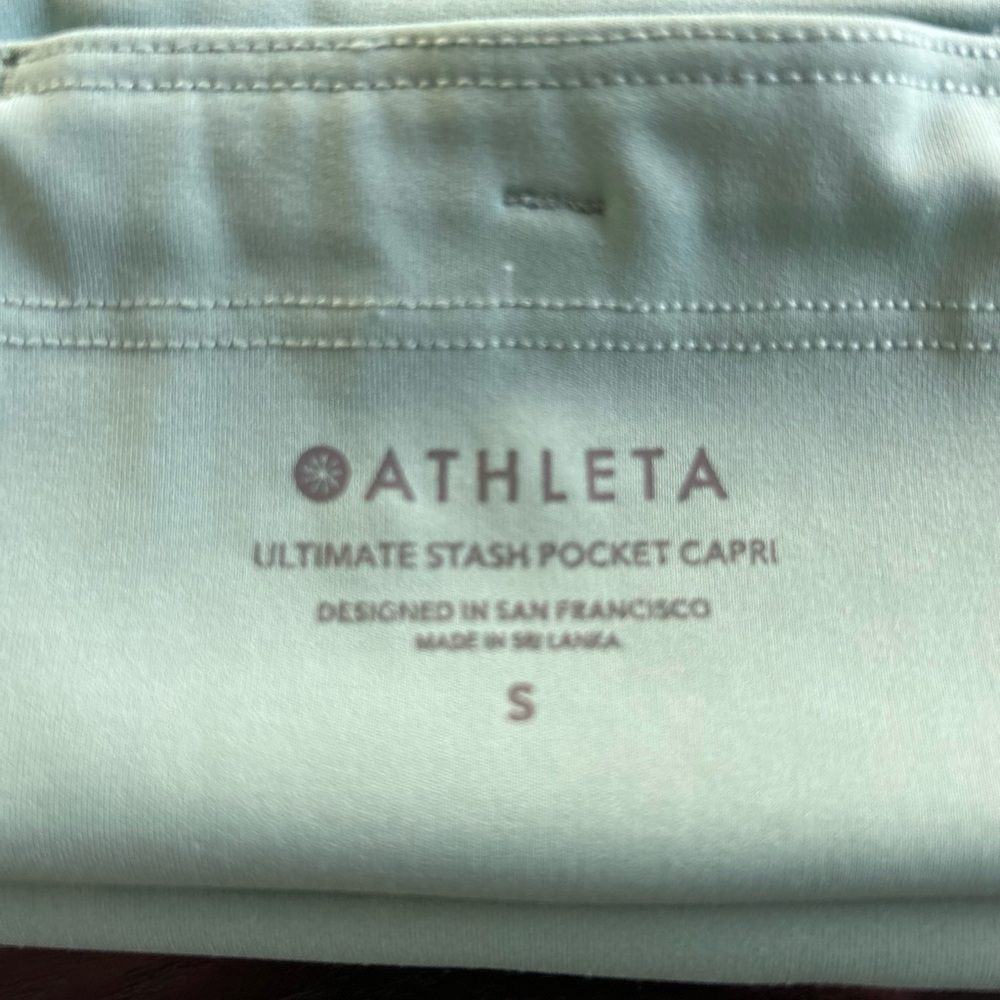 ATHLETA
ULTIMATE STASH POCKET CAPRI
DESIGNED IN SAN FRANCISCO
MADE IN SRI LANKA
S